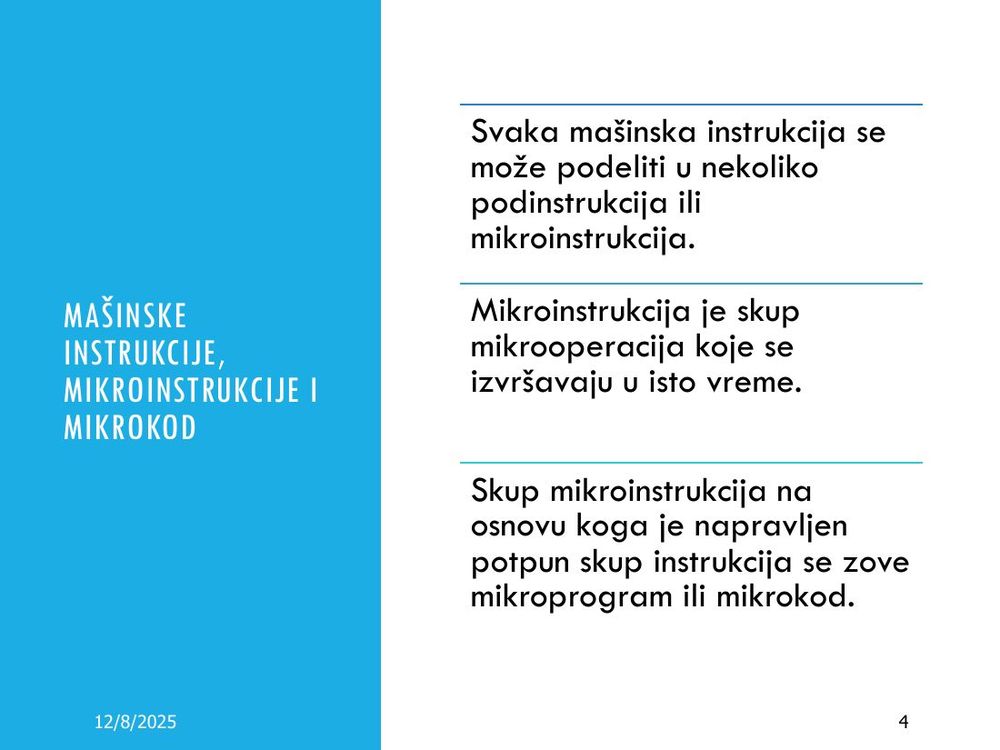 MAŠINSKE
INSTRUKCIJE,
MIKROINSTRUKCIJE I
MIKROKOD
Svaka mašinska instrukcija se
može podeliti u nekoliko
podinstrukcija ili
mikroinstrukcija.
Mikroinstrukcija je skup
mikrooperacija koje se
izvršavaju u isto vreme.
Skup mikroinstrukcija na
osnovu koga je napravljen
potpun skup instrukcija se zove
mikroprogram ili mikrokod.
12/8/2025
4